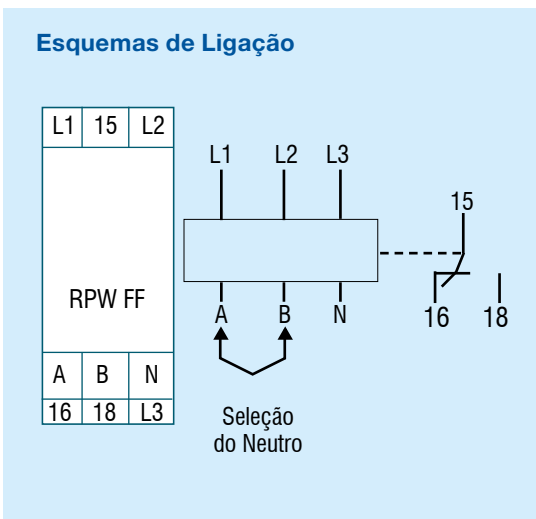 Esquemas de Ligação
L1 15 L2
RPW FF
A B N
16 18 L3
L1 L2 L3
A B N
Seleção
do Neutro
15
16 18